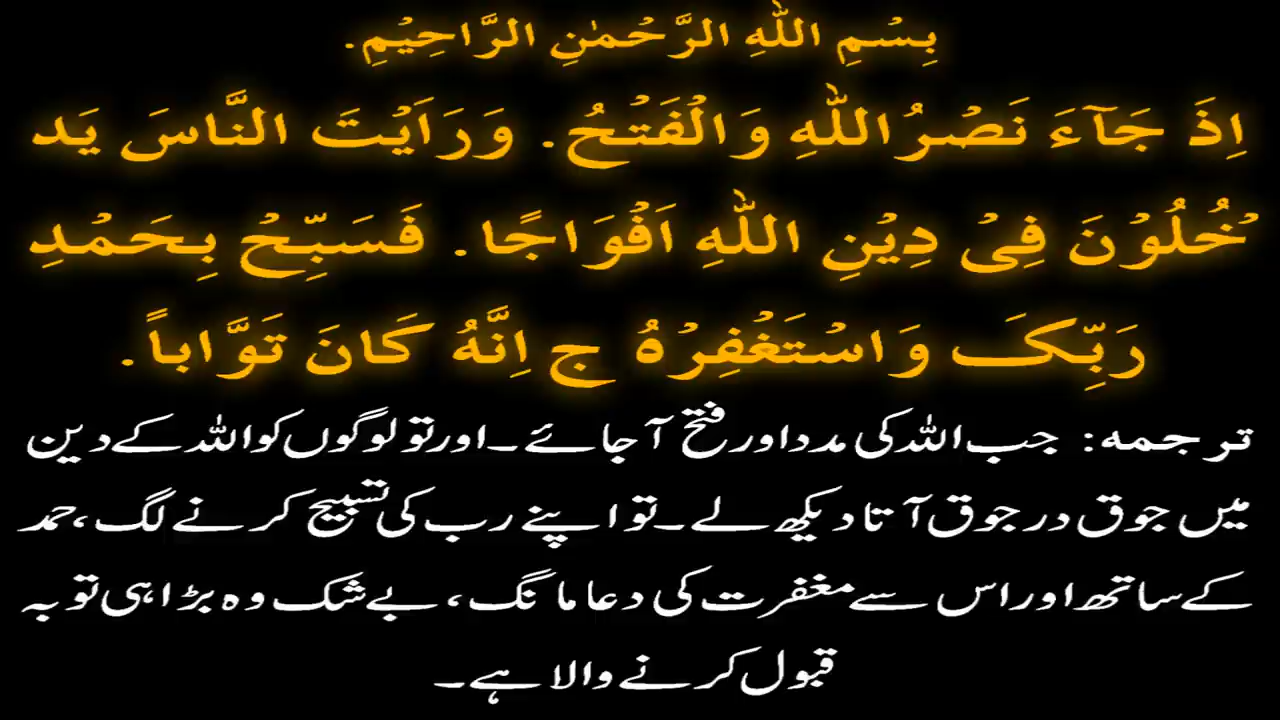 بِسْمِ اللّٰهِ الرَّحْمٰنِ الرَّاحِیْمِ.
اِذَ جَآءَ نَصْرُ اللّٰهِ وَالْفَتْحُ. وَرَاَیْتَ النَّاسَ یَد
ْخُلُوْنَ فِیْ دِیْنِ اللّٰهِ اَفْوَاجًا. فَسَبِّحْ بِحَمْدِ
رَبِّکَ وَاسْتَغْفِرْهُ ج اِنَّهُ کَانَ تَوَّاباً.
ترجمہ: جب اللہ کی مدد اور فتح آجائے۔ اور تو لوگوں کو اللہ کے دین
میں جوق در جوق آتا دیکھ لے۔ تو اپنے رب کی تسبیح کرنے لگ، حمد
کے ساتھ اور اس سے مغفرت کی دعا مانگ، بے شک وہ بڑا ہی توبہ
قبول کرنے والا ہے۔